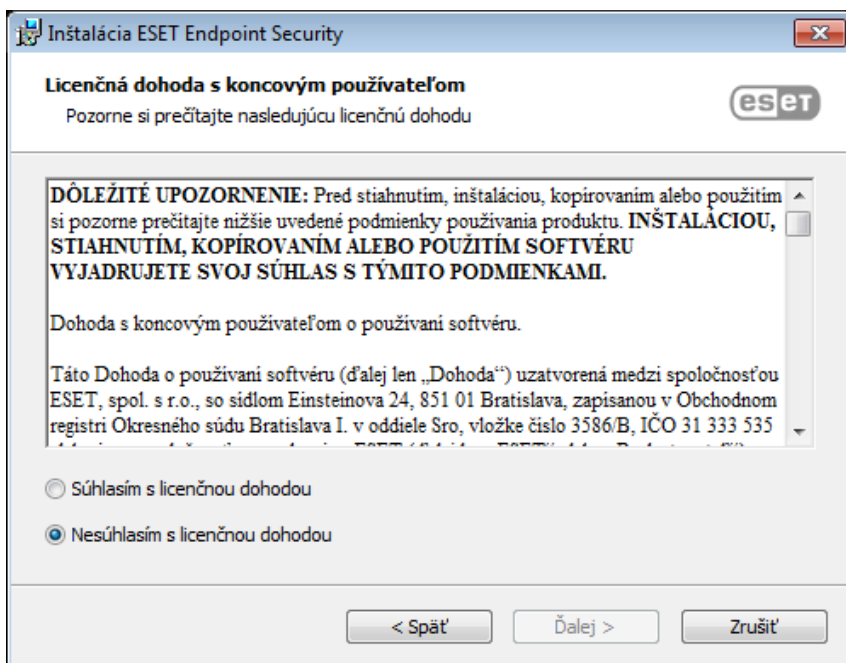 Inštalácia ESET Endpoint Security
Licenčná dohoda s koncovým používateľom
Pozorne si prečítajte nasledujúcu licenčnú dohodu
eset
DÔLEŽITÉ UPOZORNENIE: Pred stiahnutím, inštaláciou, kopírovaním alebo použitím
si pozorne prečítajte nižšie uvedené podmienky používania produktu. INŠTALÁCIOU,
STIAHNUTÍM, KOPÍROVANÍM ALEBO POUŽITÍM SOFTVÉRU
VYJADRUJETE SVOJ SÚHLAS S TÝMITO PODMIENKAMI.
Dohoda s koncovým používateľom o používaní softvéru.
Táto Dohoda o používaní softvéru (ďalej len „Dohoda“) uzatvorená medzi spoločnosťou
ESET, spol. s r.o., so sídlom Einsteinova 24, 851 01 Bratislava, zapísanou v Obchodnom
registri Okresného súdu Bratislava I. v oddiele Sro, vložke číslo 3586/B, IČO 31 333 535
Súhlasím s licenčnou dohodou
Nesúhlasím s licenčnou dohodou
< Späť
Ďalej >
Zrušiť